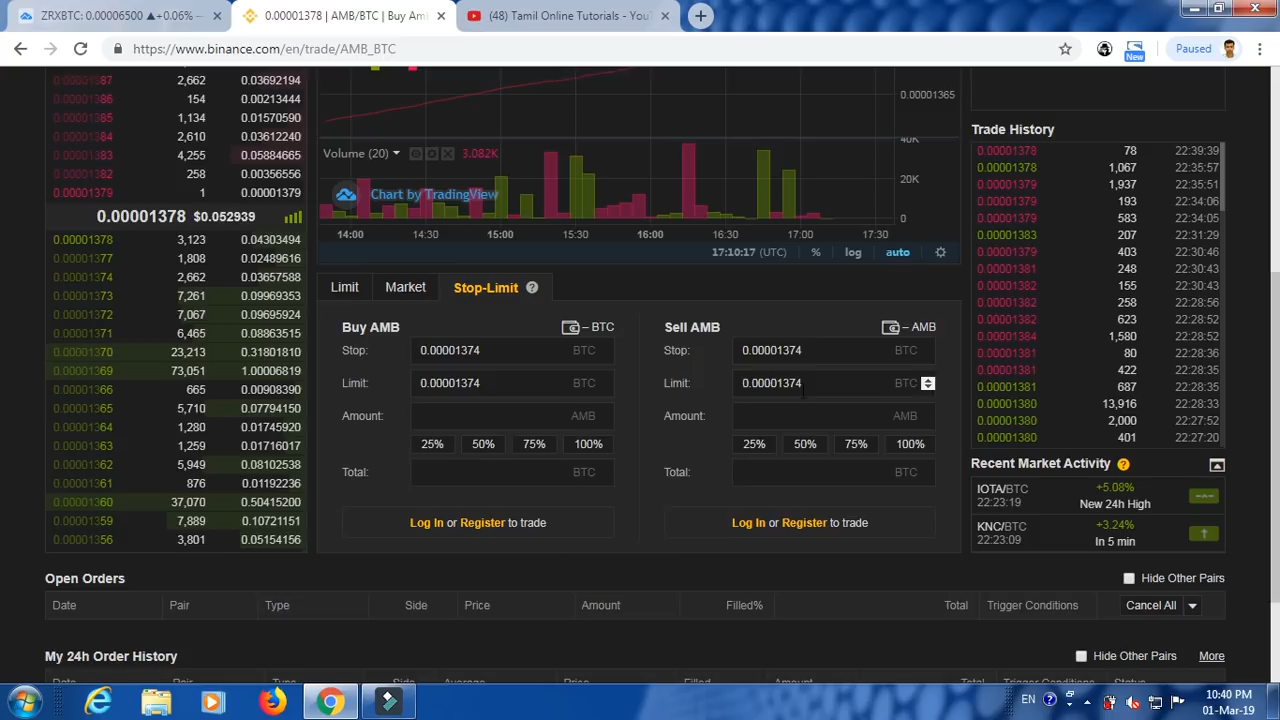 ZRXBTC: 0.00006500 ▲+0.06%
0.00001378 | AMB/BTC | Buy Am
(48) Tamil Online Tutorials - You
https://www.binance.com/en/trade/AMB_BTC
New
Paused
0.00001387 2,662 0.03692194
0.00001386 154 0.00213444
0.00001385 1,134 0.01570590
0.00001384 2,610 0.03612240
0.00001383 4,255 0.05884665
0.00001382 258 0.00356556
0.00001379 1 0.00001379
0.00001378 $0.052939
0.00001378 3,123 0.04303494
0.00001377 1,808 0.02489616
0.00001374 2,662 0.03657588
0.00001373 7,261 0.09969353
0.00001372 7,067 0.09695924
0.00001371 6,465 0.08863515
0.00001370 23,213 0.31801810
0.00001369 73,051 1.00006819
0.00001366 665 0.00908390
0.00001365 5,710 0.07794150
0.00001364 1,280 0.01745920
0.00001363 1,259 0.01716017
0.00001362 5,949 0.08102538
0.00001361 876 0.01192236
0.00001360 37,070 0.50415200
0.00001359 7,889 0.10721151
0.00001356 3,801 0.05154156
0.00001365
Volume (20) 3.082K
40K
Chart by TradingView
20K
0
14:00 14:30 15:00 15:30 16:00 16:30 17:00 17:30
17:10:17 (UTC) % log auto
Limit Market Stop-Limit ?
Buy AMB – BTC
Stop: 0.00001374 BTC
Limit: 0.00001374 BTC
Amount: AMB
25% 50% 75% 100%
Total: BTC
Log In or Register to trade
Sell AMB – AMB
Stop: 0.00001374 BTC
Limit: 0.00001374 BTC
Amount: AMB
25% 50% 75% 100%
Total: BTC
Log In or Register to trade
Trade History
0.00001378 78 22:39:39
0.00001378 1,067 22:35:57
0.00001379 1,937 22:35:51
0.00001379 193 22:34:06
0.00001379 583 22:34:05
0.00001383 207 22:31:29
0.00001379 403 22:30:46
0.00001381 248 22:30:43
0.00001382 155 22:30:43
0.00001382 258 22:28:56
0.00001382 623 22:28:52
0.00001384 1,580 22:28:52
0.00001381 80 22:28:36
0.00001381 422 22:28:35
0.00001381 687 22:28:35
0.00001380 13,916 22:28:33
0.00001380 2,000 22:27:52
0.00001380 401 22:27:20
Recent Market Activity ?
IOTA/BTC +5.08%
22:23:19 New 24h High
KNC/BTC +3.24%
22:23:09 In 5 min
Open Orders Hide Other Pairs
Date Pair Type Side Price Amount Filled% Total Trigger Conditions Cancel All
My 24h Order History Hide Other Pairs More
EN
10:40 PM
01-Mar-19